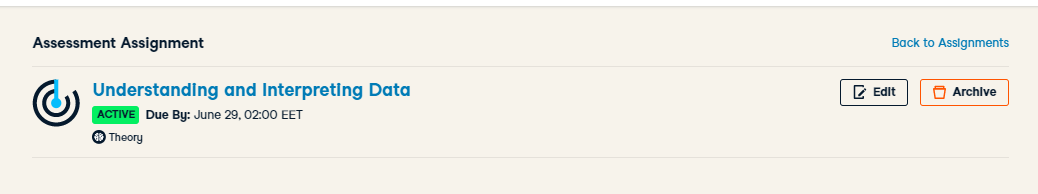 Assessment Assignment
Back to Assignments
Understanding and Interpreting Data
Edit
Archive
ACTIVE Due By: June 29, 02:00 EET
Theory